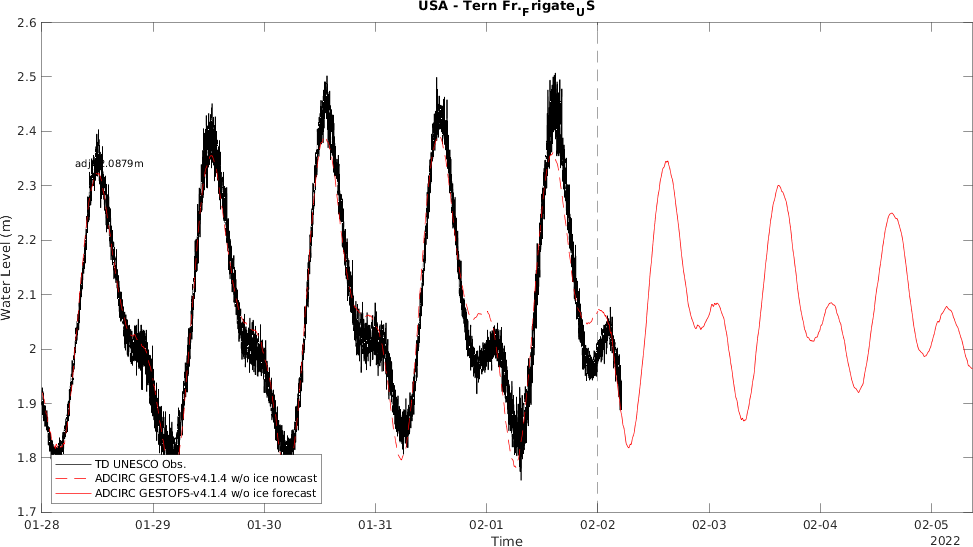 USA - Tern Fr.FrigateUS
2.6
2.5
2.4
2.3
2.2
2.1
2
1.9
1.8
1.7
Water Level (m)
2.0879m
TD UNESCO Obs.
ADCIRC GESTOFS-v4.1.4 w/o ice nowcast
ADCIRC GESTOFS-v4.1.4 w/o ice forecast
01-28 01-29 01-30 01-31 02-01 02-02 02-03 02-04 02-05
Time
2022